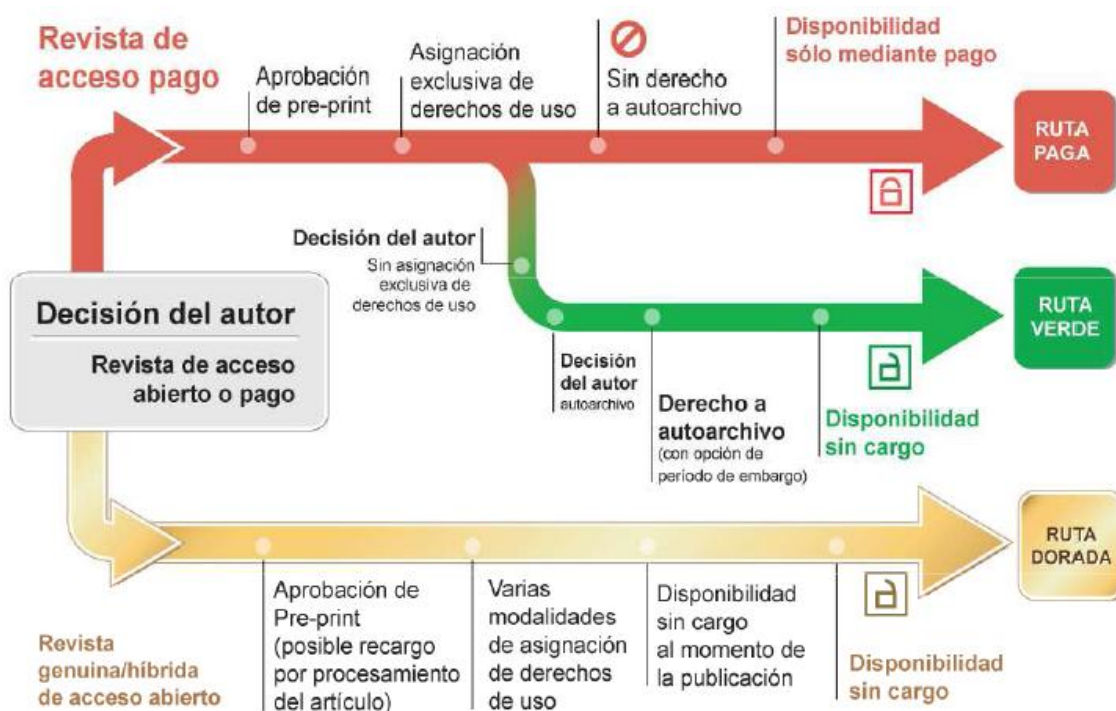 Revista de
acceso pago
Aprobación
de pre-print
Asignación
exclusiva de
derechos de uso
Sin derecho
a autoarchivo
Disponibilidad
sólo mediante pago
RUTA
PAGA
Decisión del autor
Sin asignación
exclusiva de
derechos de uso
Decisión del autor
Revista de acceso
abierto o pago
Decisión
del autor
autoarchivo
Derecho a
autoarchivo
(con opción de
período de embargo)
Disponibilidad
sin cargo
RUTA
VERDE
Revista
genuina/híbrida
de acceso abierto
Aprobación de
Pre-print
(posible recargo
por procesamiento
del artículo)
Varias
modalidades
de asignación
de derechos
de uso
Disponibilidad
sin cargo
al momento de
la publicación
Disponibilidad
sin cargo
RUTA
DORADA